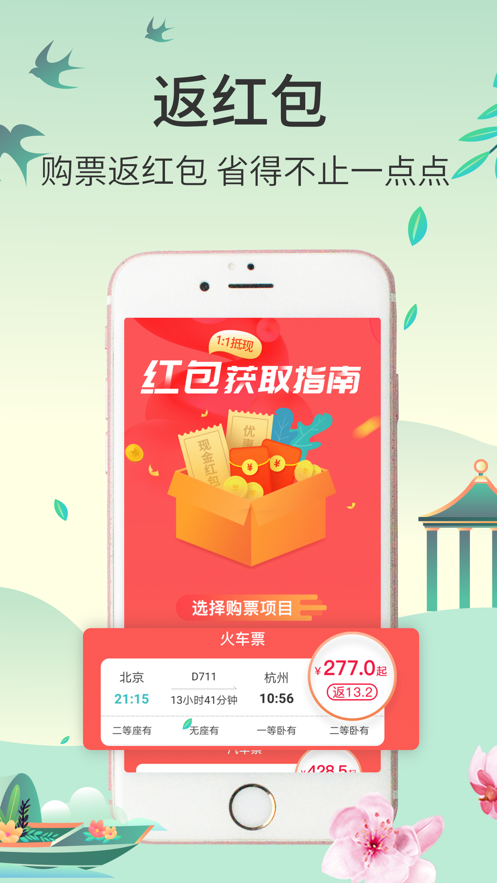 返红包
购票返红包 省得不止一点点
1:1抵现
红包获取指南
现金红包
优惠
选择购票项目
火车票
北京 D711 杭州
21:15 13小时41分钟 10:56
¥277.0起
返13.2
二等座有 无座有 一等卧有 二等卧有
汽车票
¥428.5起